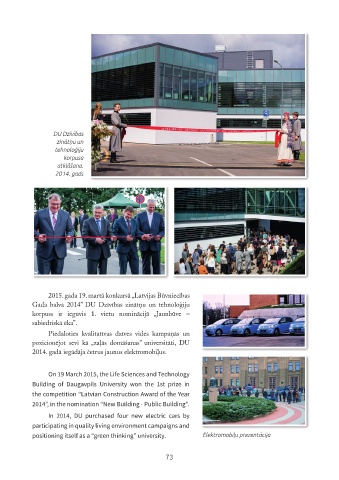 DU Dzīvības
zinātņu un
tehnoloģiju
korpusa
atklāšana.
2014. gads
2015. gada 19. martā konkursā „Latvijas Būvniecības
Gada balva 2014” DU Dzīvības zinātņu un tehnoloģiju
korpuss ir ieguvis 1. vietu nominācijā „Jaunbūve –
sabiedriskā ēka”.
Piedaloties kvalitatīvas dzīves vides kampaņās un
pozicionējot sevi kā „zaļās domāšanas” universitāti, DU
2014. gadā iegādāja četrus jaunus elektromobiļus.
On 19 March 2015, the Life Sciences and Technology
Building of Daugavpils University won the 1st prize in
the competition “Latvian Construction Award of the Year
2014”, in the nomination “New Building - Public Building”.
In 2014, DU purchased four new electric cars by
participating in quality living environment campaigns and
positioning itself as a “green thinking” university.
Elektromobiļu prezentācija
73